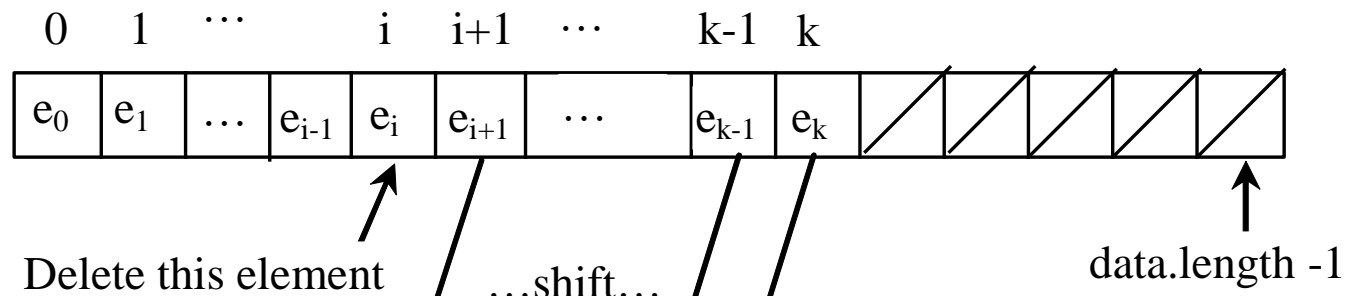 0 1 ... i i+1 ... k-1 k
e₀ e₁ ... eᵢ₋₁ eᵢ eᵢ₊₁ ... eₖ₋₁ eₖ
Delete this element ...shift... data.length -1